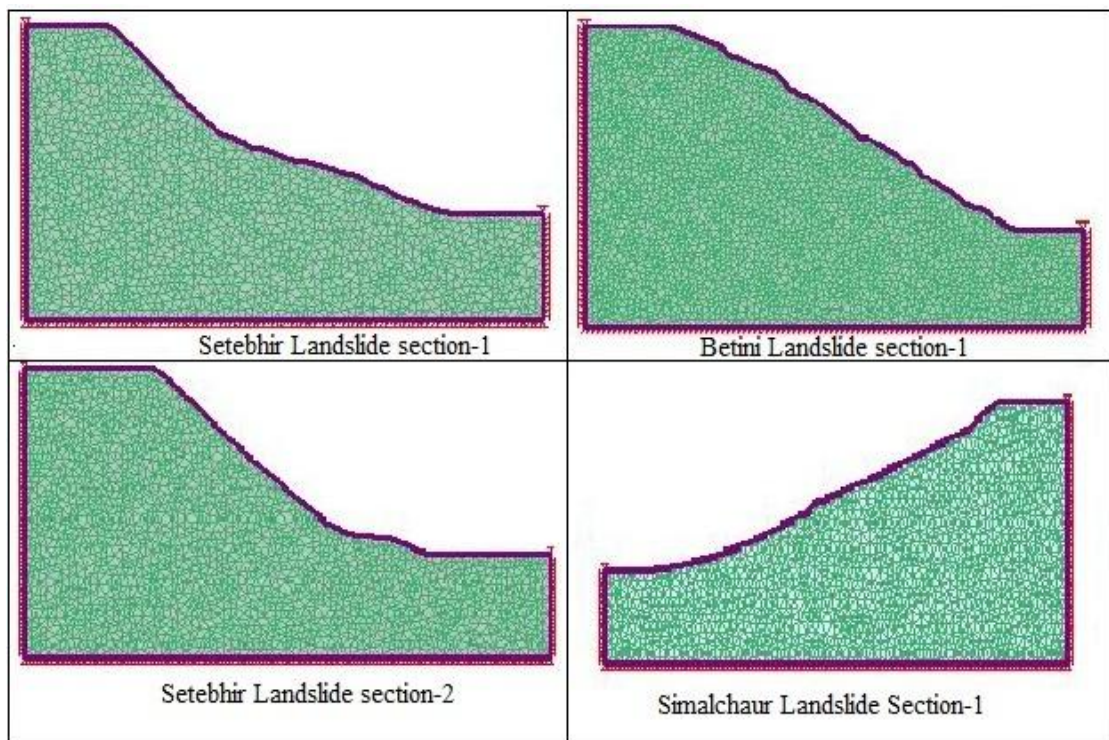 Setebhir Landslide section-1
Betini Landslide section-1
Setebhir Landslide section-2
Simalchaur Landslide Section-1